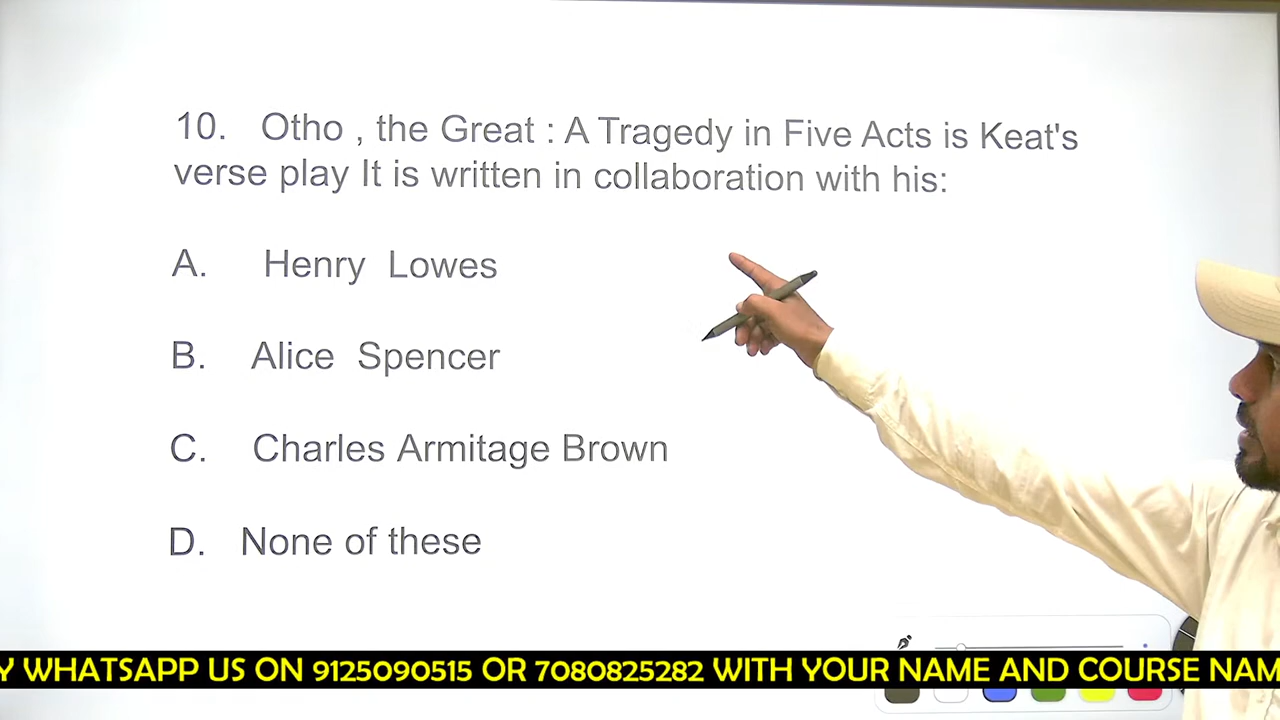 10. Otho , the Great : A Tragedy in Five Acts is Keat's
verse play It is written in collaboration with his:
A. Henry Lowes
B. Alice Spencer
C. Charles Armitage Brown
D. None of these
Y WHATSAPP US ON 9125090515 OR 7080825282 WITH YOUR NAME AND COURSE NAM